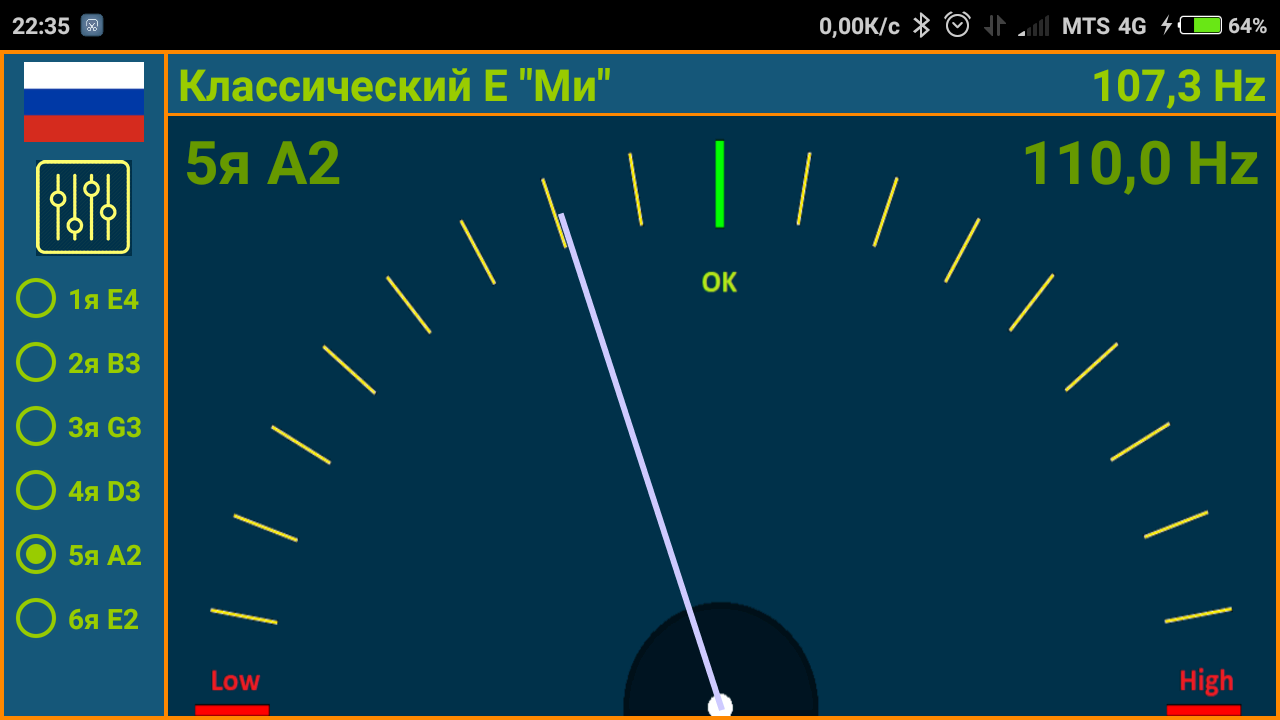 22:35 0,00K/c MTS 4G 64%
Классический E "Ми" 107,3 Hz
5я A2 110,0 Hz
OK
1я E4
2я B3
3я G3
4я D3
5я A2
6я E2
Low High